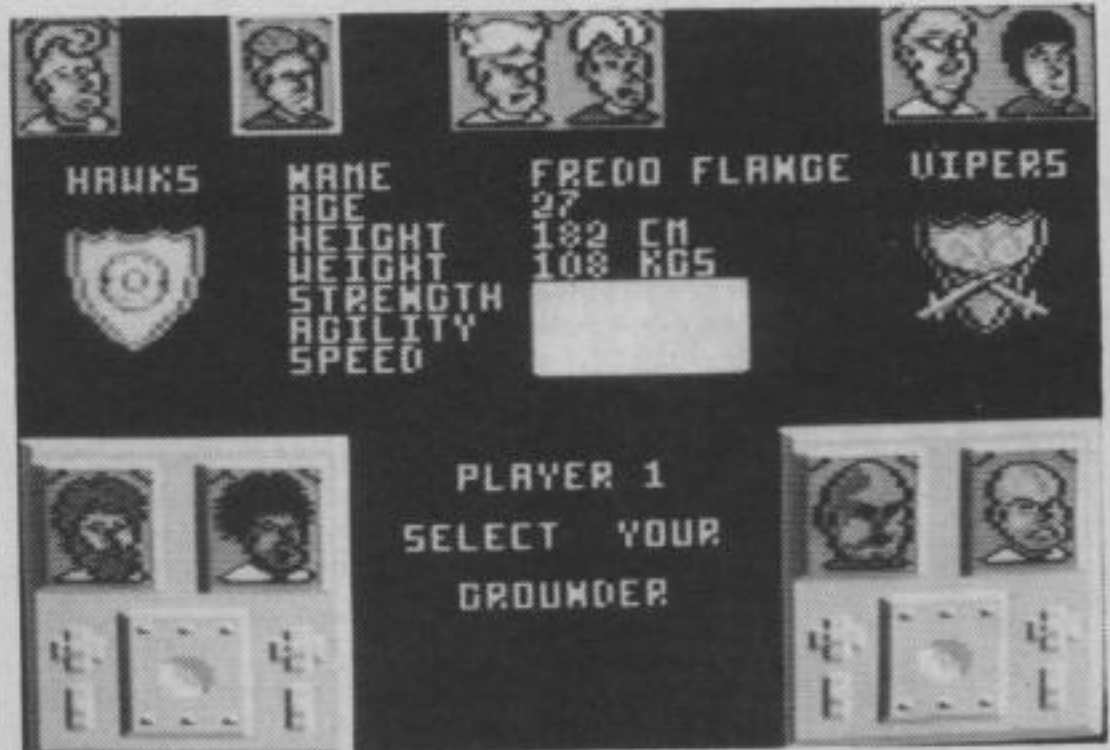 HAWKS
VIPERS
NAME FREDO FLANGE
AGE 27
HEIGHT 182 CM
WEIGHT 108 KGS
STRENGTH
AGILITY
SPEED
PLAYER 1
SELECT YOUR
GROUNDER